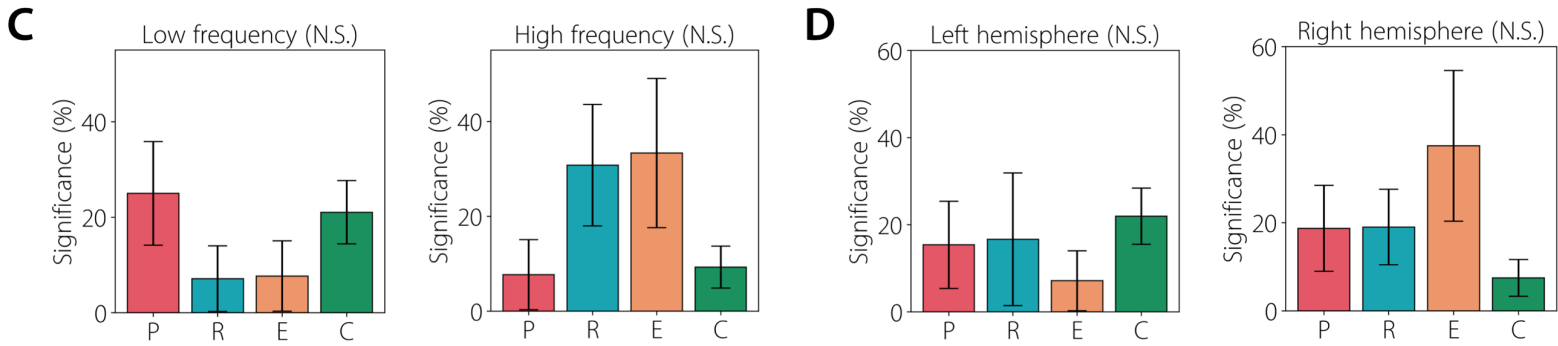 C
Low frequency (N.S.)
Significance (%)
40
20
0
P R E C
High frequency (N.S.)
Significance (%)
40
20
0
P R E C
D
Left hemisphere (N.S.)
Significance (%)
60
40
20
0
P R E C
Right hemisphere (N.S.)
Significance (%)
60
40
20
0
P R E C